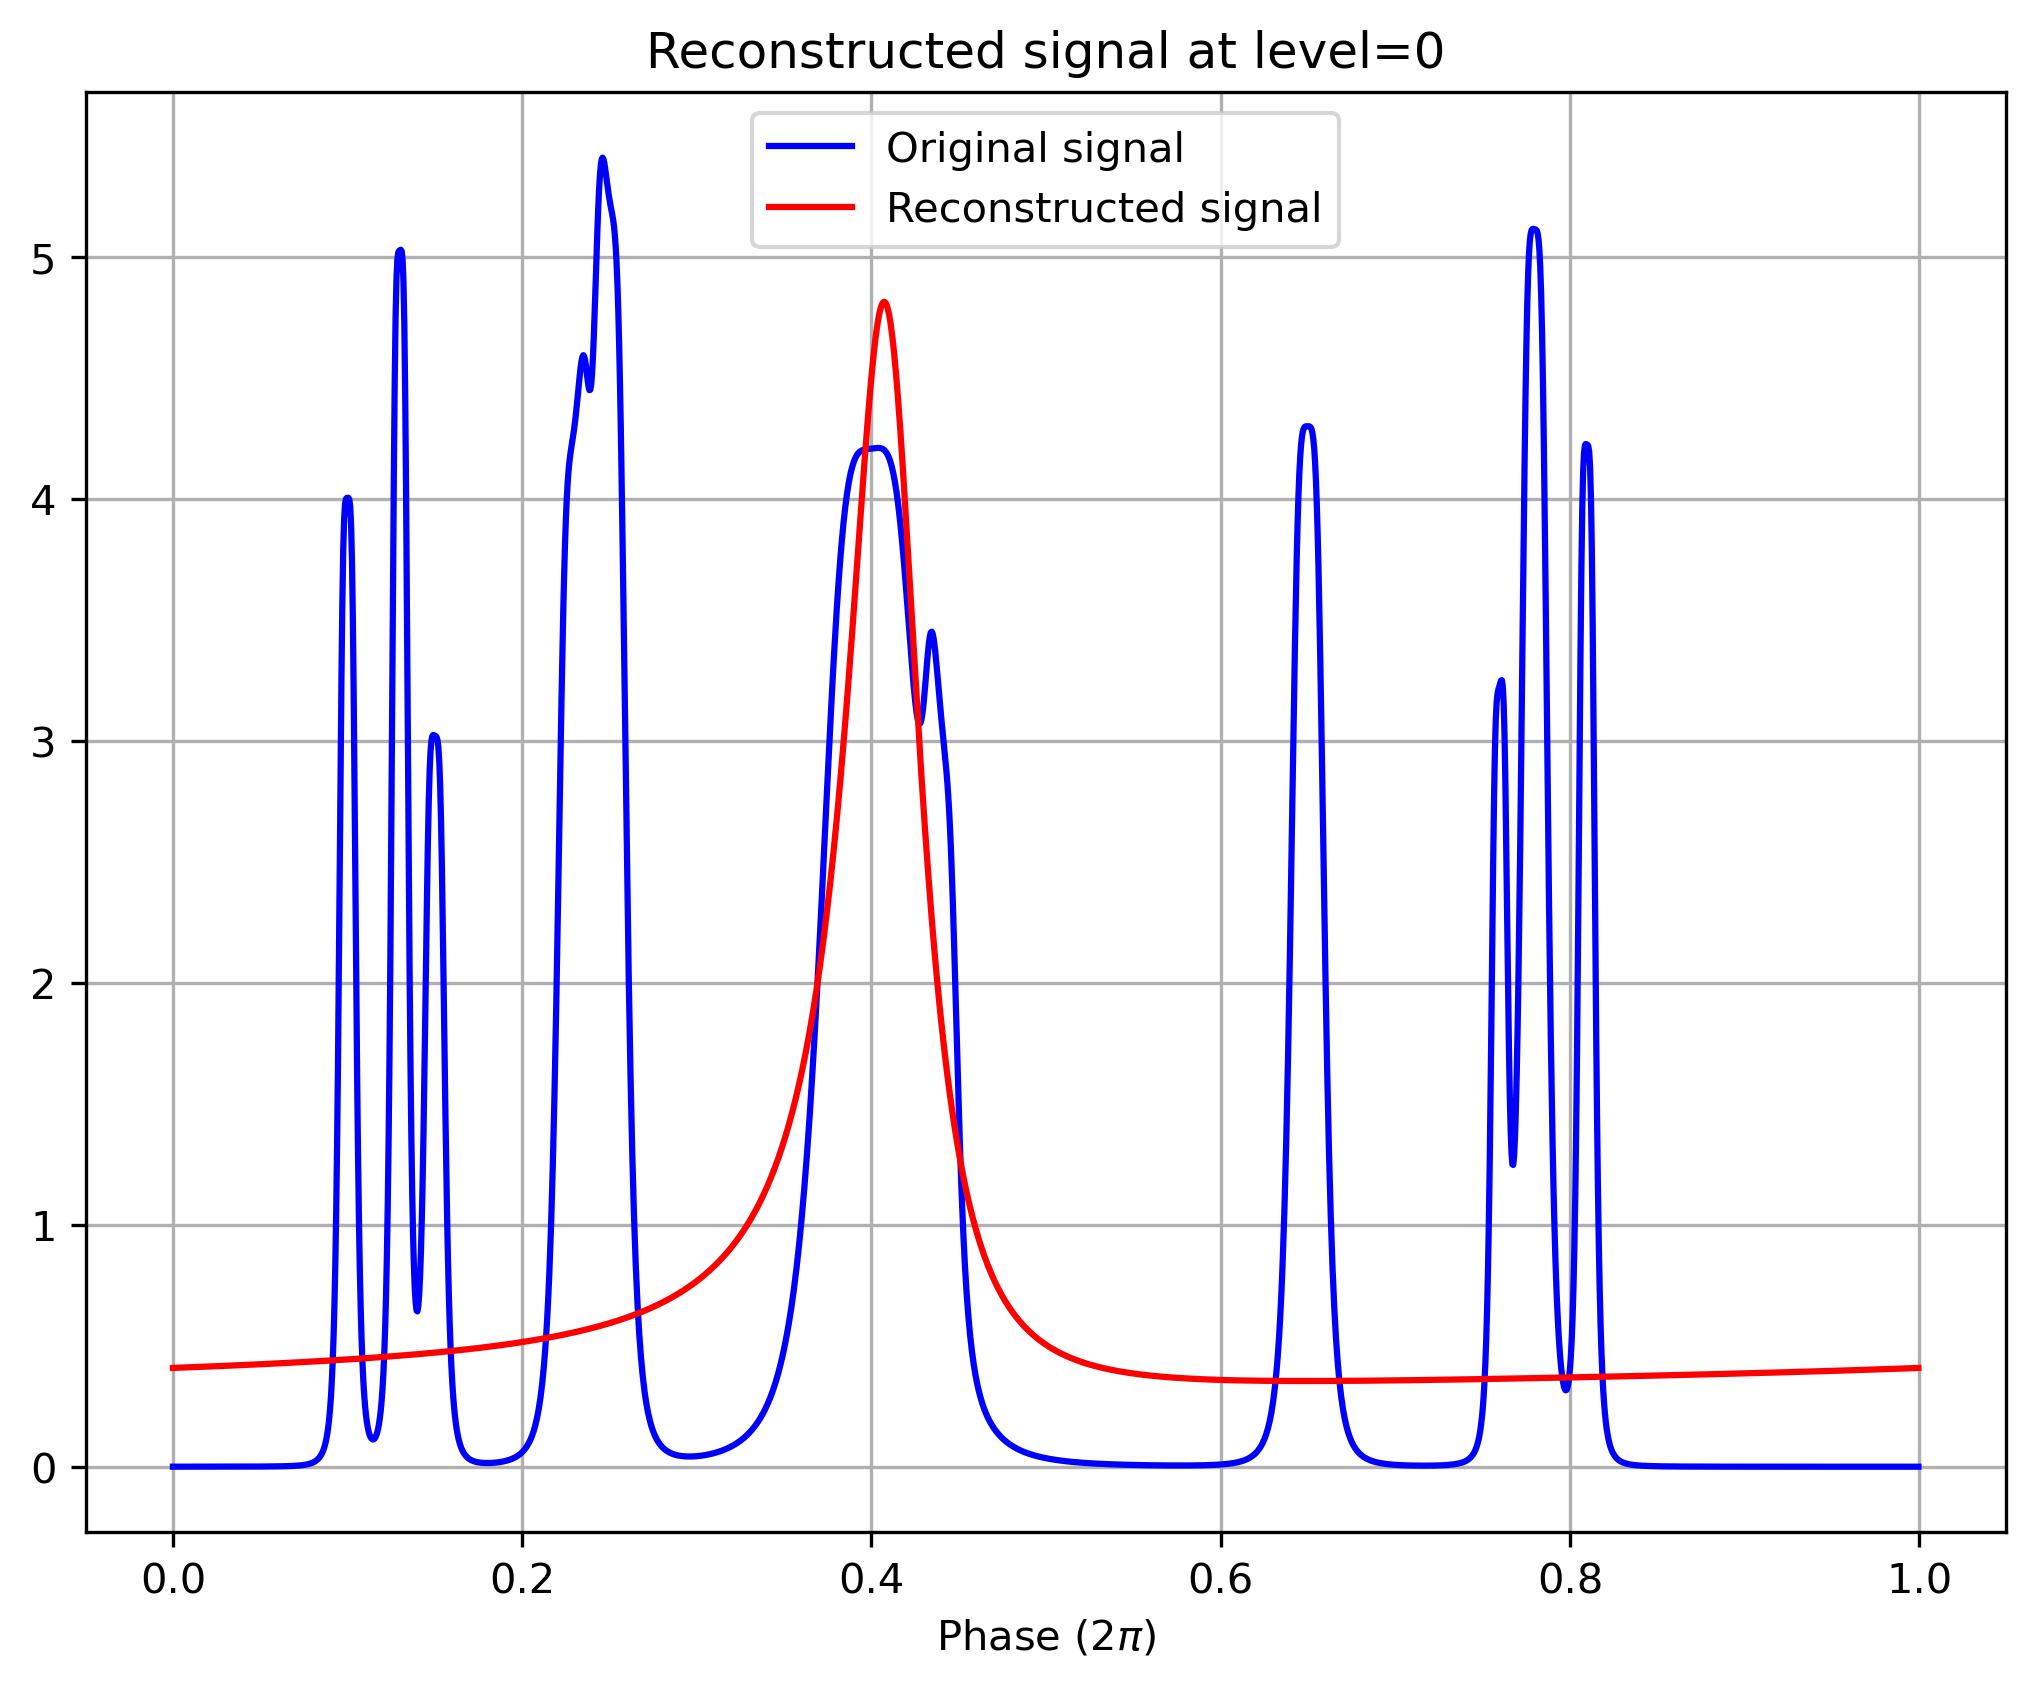 Reconstructed signal at level=0
Original signal
Reconstructed signal
5
4
3
2
1
0
0.0 0.2 0.4 0.6 0.8 1.0
Phase (2π)